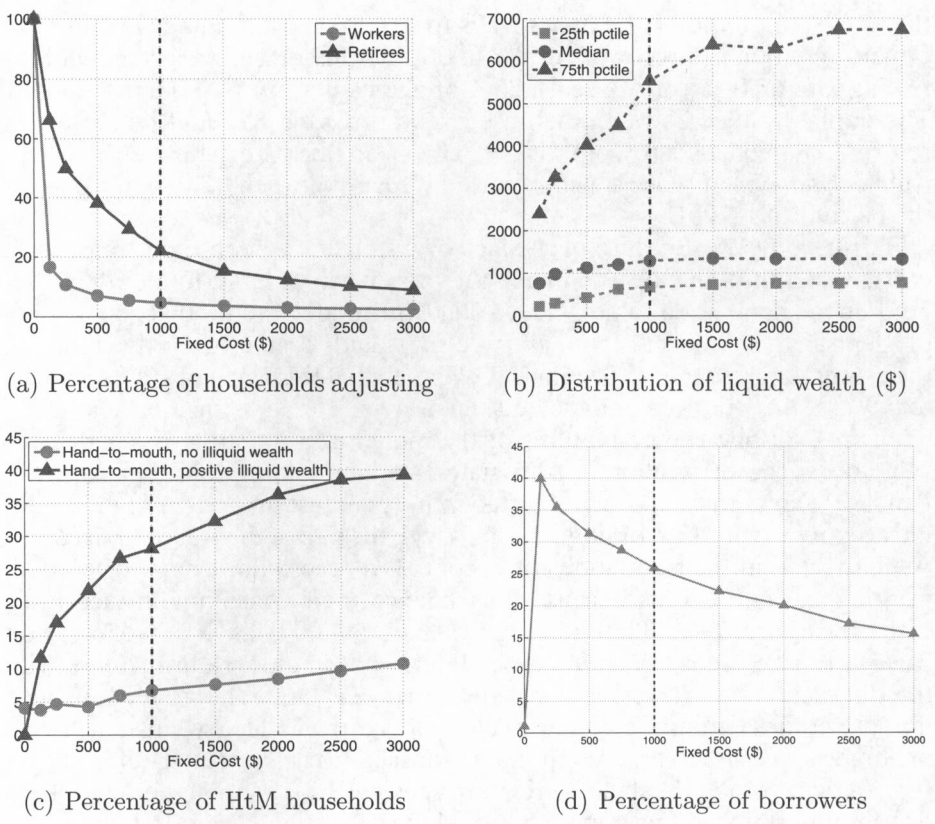 100
80
60
40
20
0
Workers
Retirees
0 500 1000 1500 2000 2500 3000
Fixed Cost ($)
(a) Percentage of households adjusting
7000
6000
5000
4000
3000
2000
1000
0
25th pctile
Median
75th pctile
0 500 1000 1500 2000 2500 3000
Fixed Cost ($)
(b) Distribution of liquid wealth ($)
45
40
35
30
25
20
15
10
5
0
Hand-to-mouth, no illiquid wealth
Hand-to-mouth, positive illiquid wealth
0 500 1000 1500 2000 2500 3000
Fixed Cost ($)
(c) Percentage of HtM households
45
40
35
30
25
20
15
10
5
0
0 500 1000 1500 2000 2500 3000
Fixed Cost ($)
(d) Percentage of borrowers